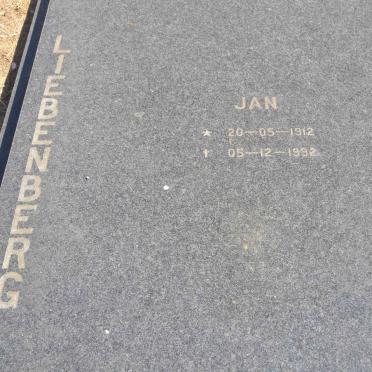 LIEBENBERG
JAN
★ 20-05-1912
✝ 05-12-1992